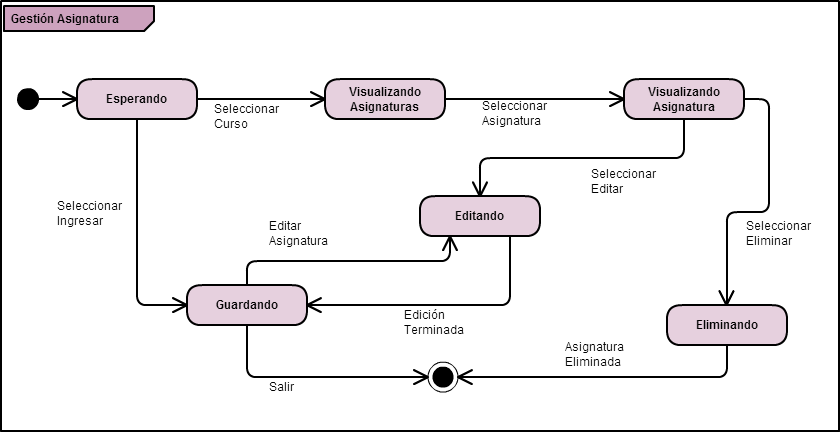 Gestión Asignatura
Esperando
Seleccionar
Curso
Visualizando
Asignaturas
Seleccionar
Asignatura
Visualizando
Asignatura
Seleccionar
Editar
Seleccionar
Ingresar
Editando
Editar
Asignatura
Seleccionar
Eliminar
Guardando
Edición
Terminada
Eliminando
Asignatura
Eliminada
Salir